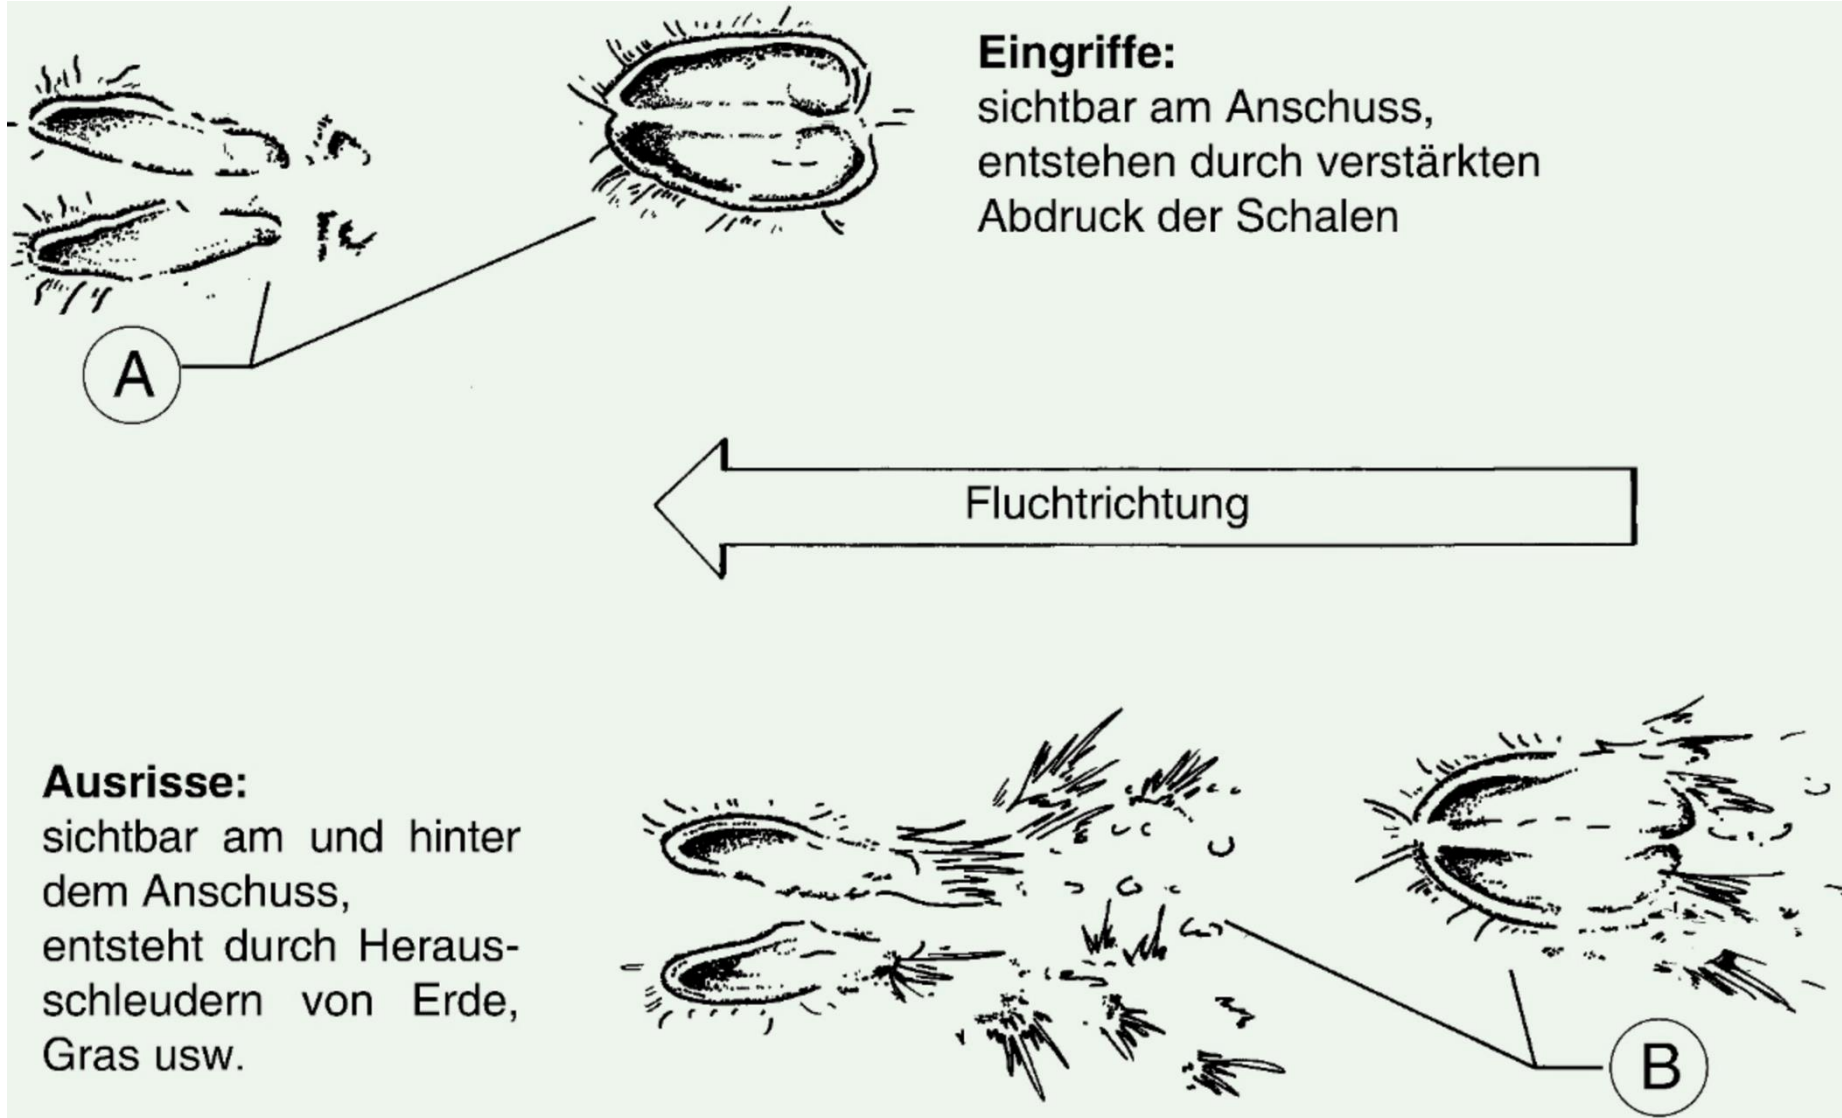 Eingriffe:
sichtbar am Anschuss,
entstehen durch verstärkten
Abdruck der Schalen
A
Fluchtrichtung
Ausrisse:
sichtbar am und hinter
dem Anschuss,
entsteht durch Heraus-
schleudern von Erde,
Gras usw.
B